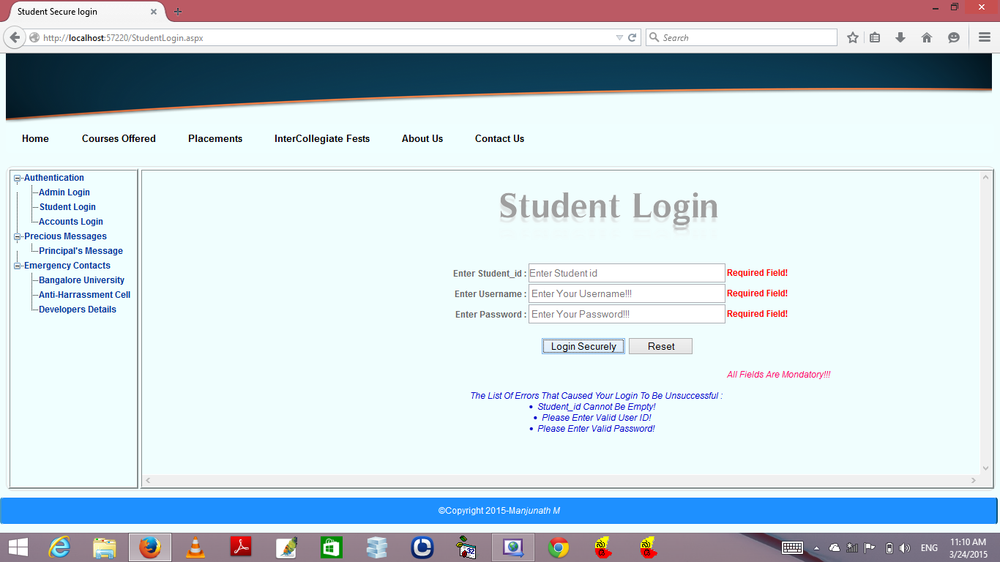 Student Secure login
http://localhost:57220/StudentLogin.aspx
Search
Home Courses Offered Placements InterCollegiate Fests About Us Contact Us
Authentication
Admin Login
Student Login
Accounts Login
Precious Messages
Principal's Message
Emergency Contacts
Bangalore University
Anti-Harrassment Cell
Developers Details
Student Login
Enter Student_id : Enter Student id Required Field!
Enter Username : Enter Your Username!!! Required Field!
Enter Password : Enter Your Password!!! Required Field!
Login Securely Reset
All Fields Are Mondatory!!!
The List Of Errors That Caused Your Login To Be Unsuccessful :
• Student_id Cannot Be Empty!
• Please Enter Valid User ID!
• Please Enter Valid Password!
©Copyright 2015-Manjunath M
32
ENG
11:10 AM
3/24/2015